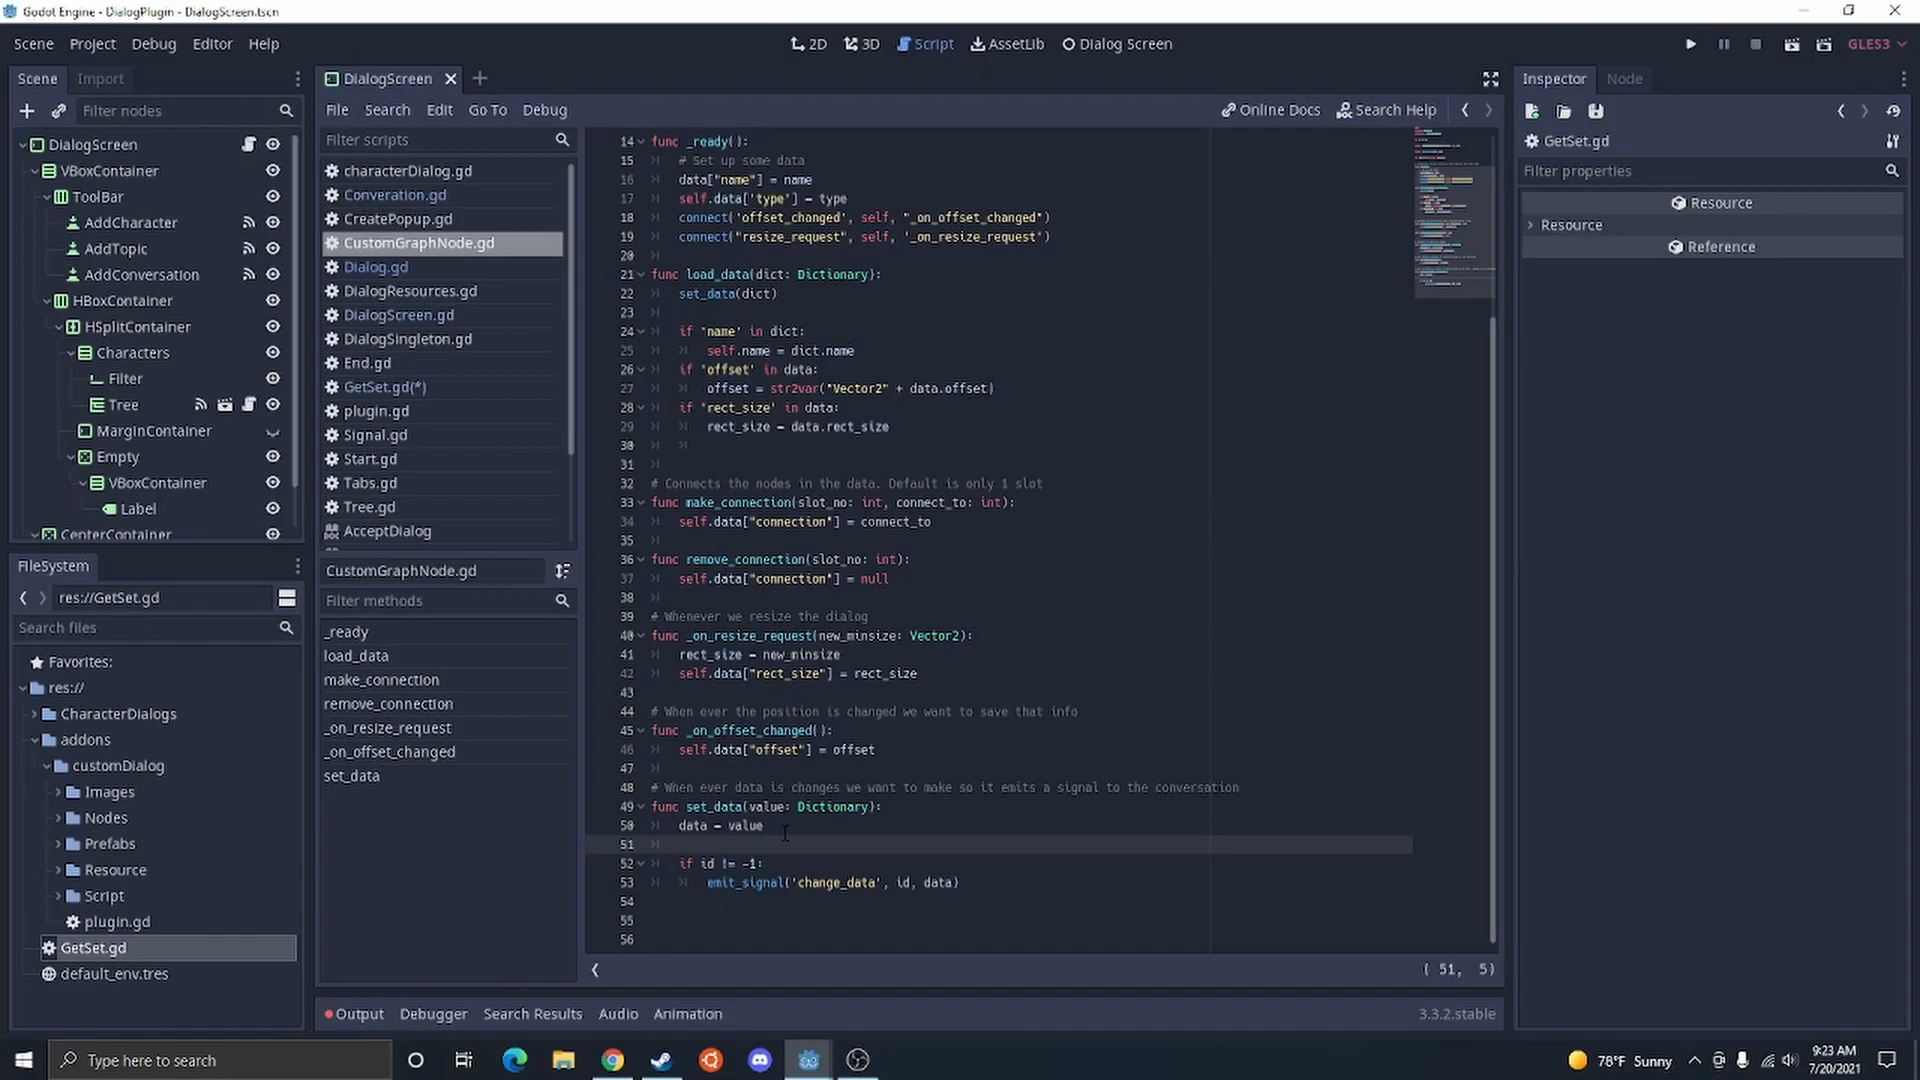 Godot Engine - DialogPlugin - DialogScreen.tscn
Scene Project Debug Editor Help
2D 3D Script AssetLib Dialog Screen
GLES3
Scene Import
Filter nodes
DialogScreen
VBoxContainer
ToolBar
AddCharacter
AddTopic
AddConversation
HBoxContainer
HSplitContainer
Characters
Filter
Tree
MarginContainer
Empty
VBoxContainer
Label
CenterContainer
FileSystem
res://GetSet.gd
Search files
Favorites:
res://
CharacterDialogs
addons
customDialog
Images
Nodes
Prefabs
Resource
Script
plugin.gd
GetSet.gd
default_env.tres
DialogScreen
File Search Edit Go To Debug
Online Docs Search Help
Filter scripts
characterDialog.gd
Converation.gd
CreatePopup.gd
CustomGraphNode.gd
Dialog.gd
DialogResources.gd
DialogScreen.gd
DialogSingleton.gd
End.gd
GetSet.gd(*)
plugin.gd
Signal.gd
Start.gd
Tabs.gd
Tree.gd
AcceptDialog
CustomGraphNode.gd
Filter methods
_ready
load_data
make_connection
remove_connection
_on_resize_request
_on_offset_changed
set_data
14 func _ready():
15 # Set up some data
16 data["name"] = name
17 self.data['type'] = type
18 connect('offset_changed', self, "_on_offset_changed")
19 connect("resize_request", self, '_on_resize_request')
20
21 func load_data(dict: Dictionary):
22 set_data(dict)
23
24 if 'name' in dict:
25 self.name = dict.name
26 if 'offset' in data:
27 offset = str2var("Vector2" + data.offset)
28 if 'rect_size' in data:
29 rect_size = data.rect_size
30
31
32 # Connects the nodes in the data. Default is only 1 slot
33 func make_connection(slot_no: int, connect_to: int):
34 self.data["connection"] = connect_to
35
36 func remove_connection(slot_no: int):
37 self.data["connection"] = null
38
39 # Whenever we resize the dialog
40 func _on_resize_request(new_minsize: Vector2):
41 rect_size = new_minsize
42 self.data["rect_size"] = rect_size
43
44 # When over the position is changed we want to save that info
45 func _on_offset_changed():
46 self.data["offset"] = offset
47
48 # When ever data is changes we want to make so it emits a signal to the conversation
49 func set_data(value: Dictionary):
50 data = value
51
52 if id != -1:
53 emit_signal('change_data', id, data)
54
55
56
( 51, 5)
Output Debugger Search Results Audio Animation
3.3.2.stable
Inspector Node
GetSet.gd
Filter properties
Resource
Resource
Reference
Type here to search
78°F Sunny
9:23 AM
7/20/2021